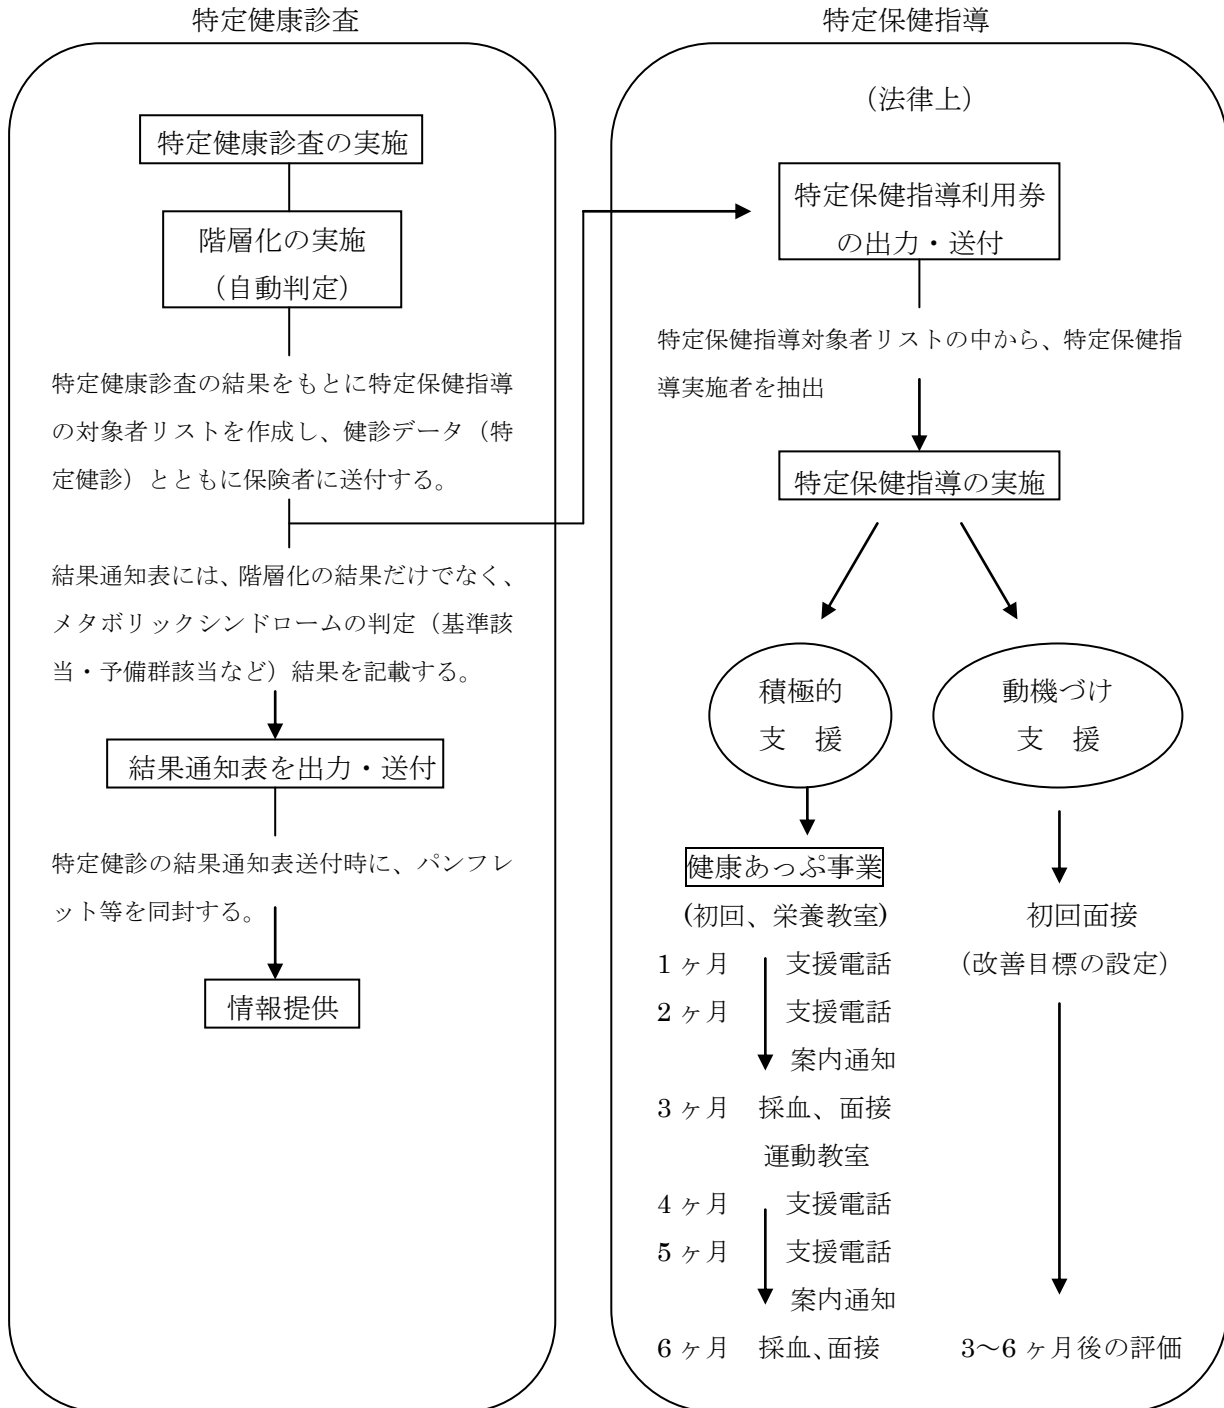 特定健康診査
特定健康診査の実施
階層化の実施
（自動判定）
特定健康診査の結果をもとに特定保健指導
の対象者リストを作成し、健診データ（特
定健診）とともに保険者に送付する。
結果通知表には、階層化の結果だけでなく、
メタボリックシンドロームの判定（基準該
当・予備群該当など）結果を記載する。
結果通知表を出力・送付
特定健診の結果通知表送付時に、パンフレ
ット等を同封する。
情報提供
特定保健指導
（法律上）
特定保健指導利用券
の出力・送付
特定保健指導対象者リストの中から、特定保健指
導実施者を抽出
特定保健指導の実施
積極的
支　援
健康あっぷ事業
(初回、栄養教室)
1 ヶ月　支援電話
2 ヶ月　支援電話
案内通知
3 ヶ月　採血、面接
運動教室
4 ヶ月　支援電話
5 ヶ月　支援電話
案内通知
6 ヶ月　採血、面接
動機づけ
支　援
初回面接
（改善目標の設定）
3～6 ヶ月後の評価